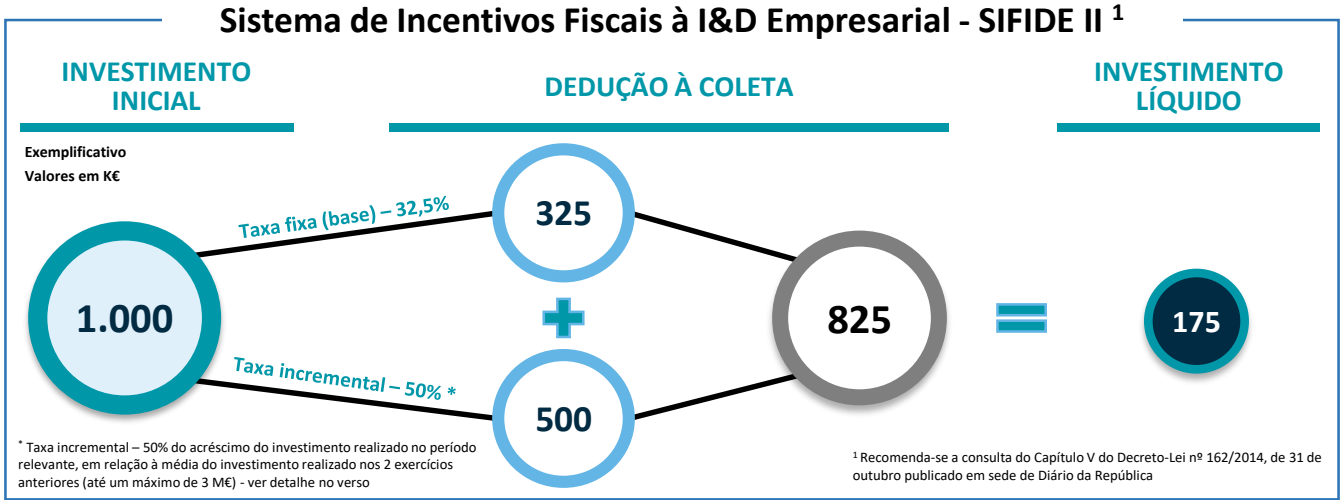 Sistema de Incentivos Fiscais à I&D Empresarial - SIFIDE II ¹
INVESTIMENTO
INICIAL
DEDUÇÃO À COLETA
INVESTIMENTO
LÍQUIDO
Exemplificativo
Valores em K€
Taxa fixa (base) – 32,5%
325
1.000
+
825
=
175
Taxa incremental – 50% *
500
* Taxa incremental – 50% do acréscimo do investimento realizado no período
relevante, em relação à média do investimento realizado nos 2 exercícios
anteriores (até um máximo de 3 M€) - ver detalhe no verso
¹ Recomenda-se a consulta do Capítulo V do Decreto-Lei nº 162/2014, de 31 de
outubro publicado em sede de Diário da República